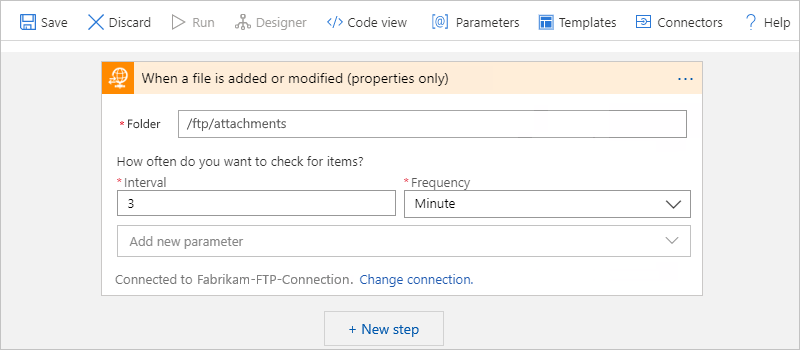 Save Discard Run Designer Code view Parameters Templates Connectors Help
When a file is added or modified (properties only)
* Folder /ftp/attachments
How often do you want to check for items?
* Interval * Frequency
3 Minute
Add new parameter
Connected to Fabrikam-FTP-Connection. Change connection.
+ New step